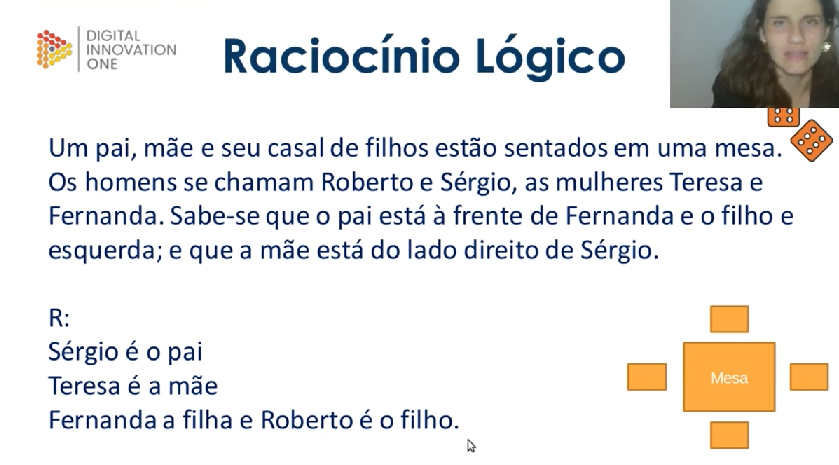 DIGITAL
INNOVATION
ONE
Raciocínio Lógico
Um pai, mãe e seu casal de filhos estão sentados em uma mesa.
Os homens se chamam Roberto e Sérgio, as mulheres Teresa e
Fernanda. Sabe-se que o pai está à frente de Fernanda e o filho e
esquerda; e que a mãe está do lado direito de Sérgio.
R:
Sérgio é o pai
Teresa é a mãe
Fernanda a filha e Roberto é o filho.
Mesa